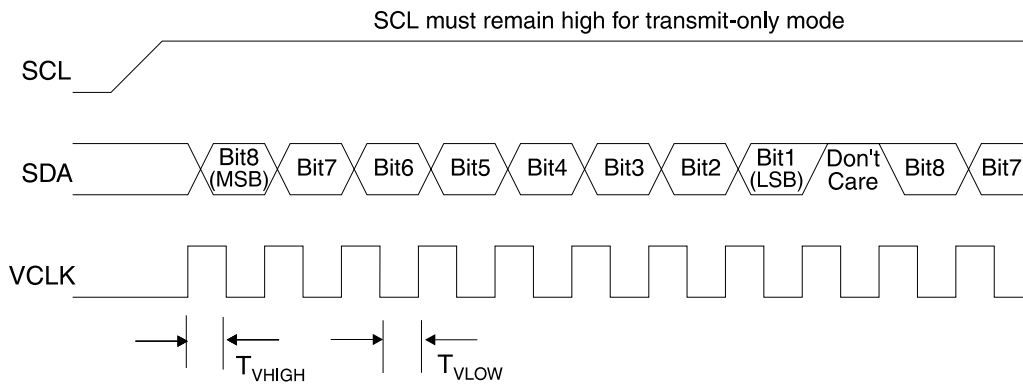 SCL must remain high for transmit-only mode
SCL
SDA
Bit8
(MSB)
Bit7
Bit6
Bit5
Bit4
Bit3
Bit2
Bit1
(LSB)
Don't
Care
Bit8
Bit7
VCLK
TVHIGH
TVLOW